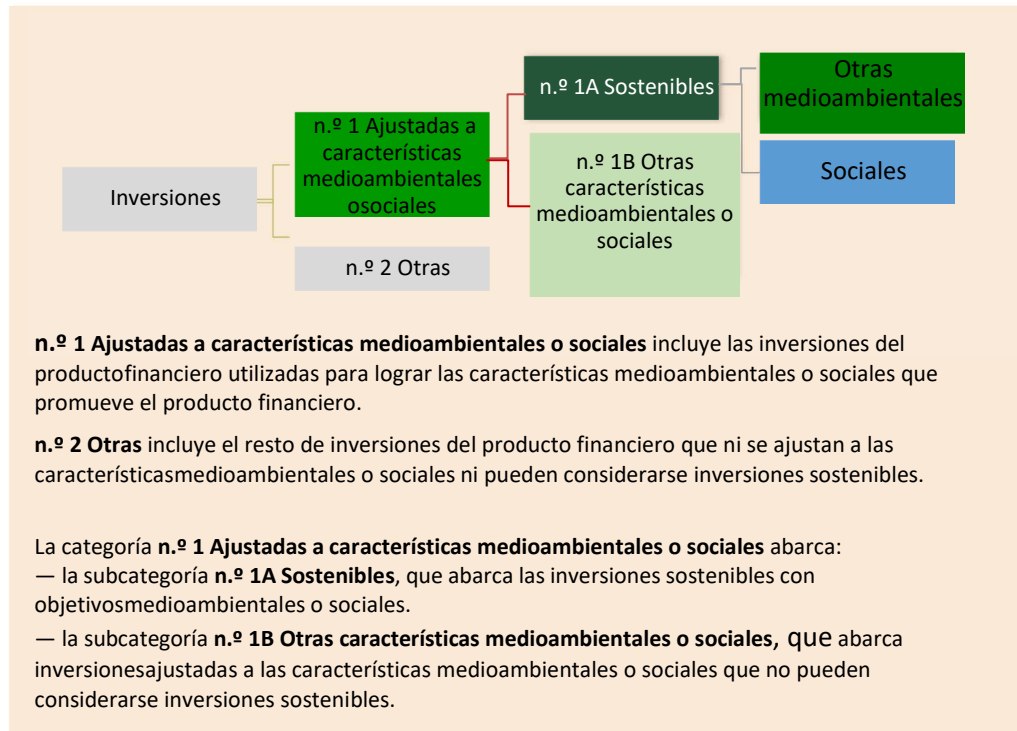 Inversiones
n.º 1 Ajustadas a
características
medioambientales
osociales
n.º 2 Otras
n.º 1A Sostenibles
n.º 1B Otras
características
medioambientales o
sociales
Otras
medioambientales
Sociales
n.º 1 Ajustadas a características medioambientales o sociales incluye las inversiones del
productofinanciero utilizadas para lograr las características medioambientales o sociales que
promueve el producto financiero.
n.º 2 Otras incluye el resto de inversiones del producto financiero que ni se ajustan a las
característicasmedioambientales o sociales ni pueden considerarse inversiones sostenibles.
La categoría n.º 1 Ajustadas a características medioambientales o sociales abarca:
— la subcategoría n.º 1A Sostenibles, que abarca las inversiones sostenibles con
objetivosmedioambientales o sociales.
— la subcategoría n.º 1B Otras características medioambientales o sociales, que abarca
inversionesajustadas a las características medioambientales o sociales que no pueden
considerarse inversiones sostenibles.